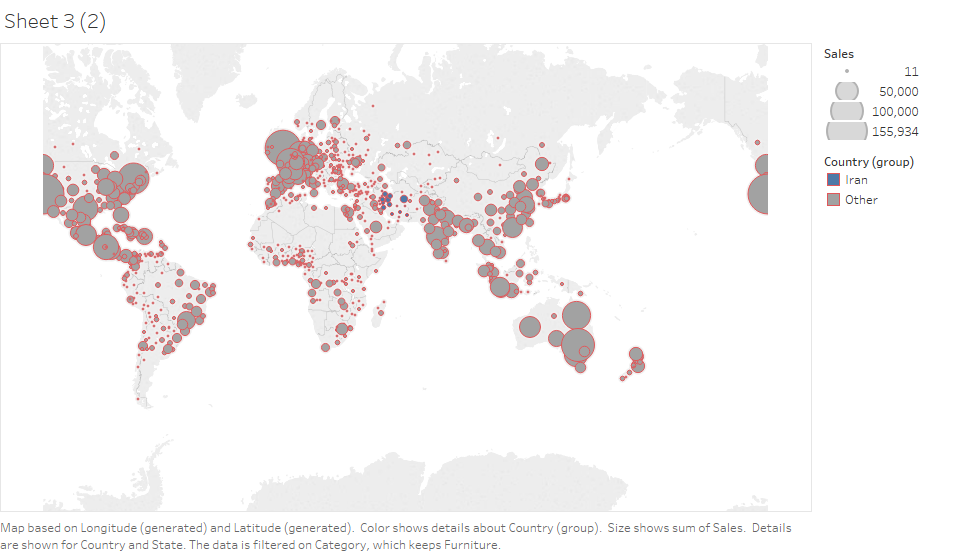 Sheet 3 (2)
Sales
11
50,000
100,000
155,934
Country (group)
Iran
Other
Map based on Longitude (generated) and Latitude (generated).  Color shows details about Country (group).  Size shows sum of Sales.  Details
are shown for Country and State. The data is filtered on Category, which keeps Furniture.